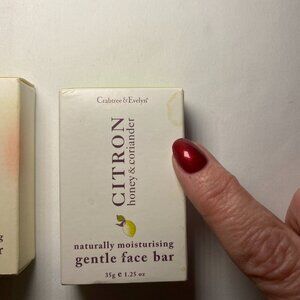 Crabtree & Evelyn®
CITRON
honey & coriander
naturally moisturising
gentle face bar
35g e 1.25 oz